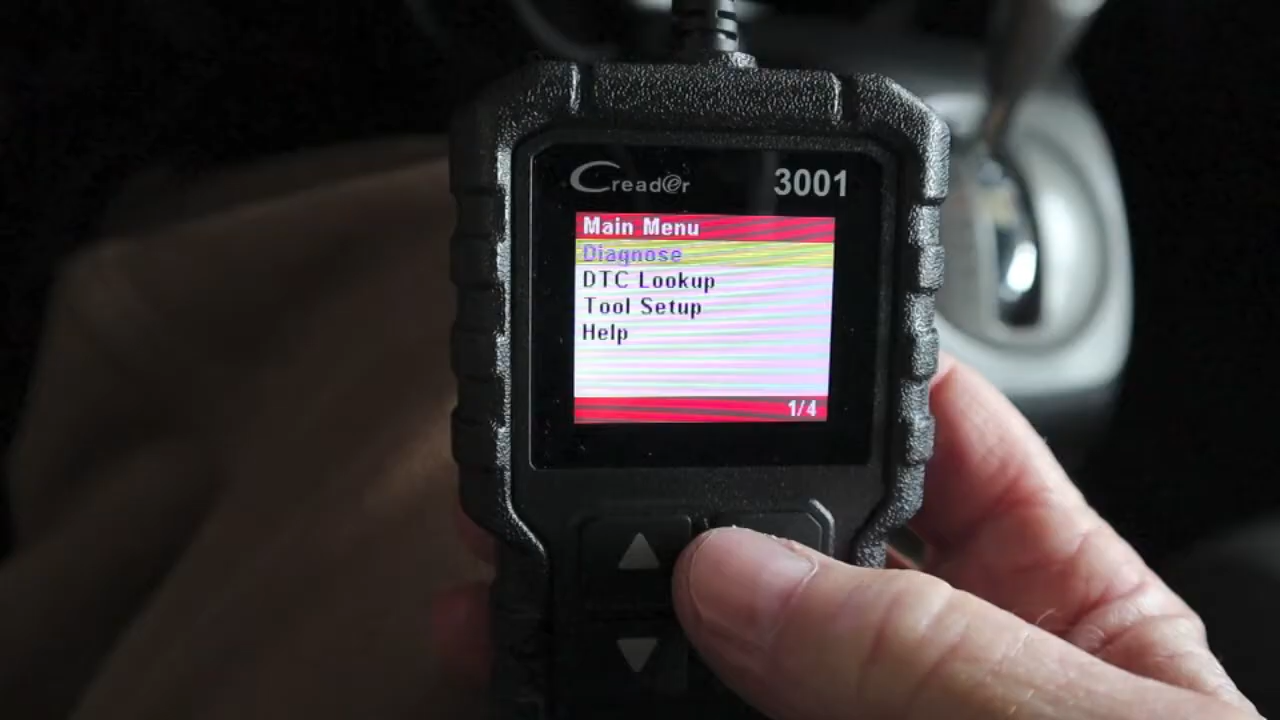 Creader 3001
Main Menu
Diagnose
DTC Lookup
Tool Setup
Help
1/4